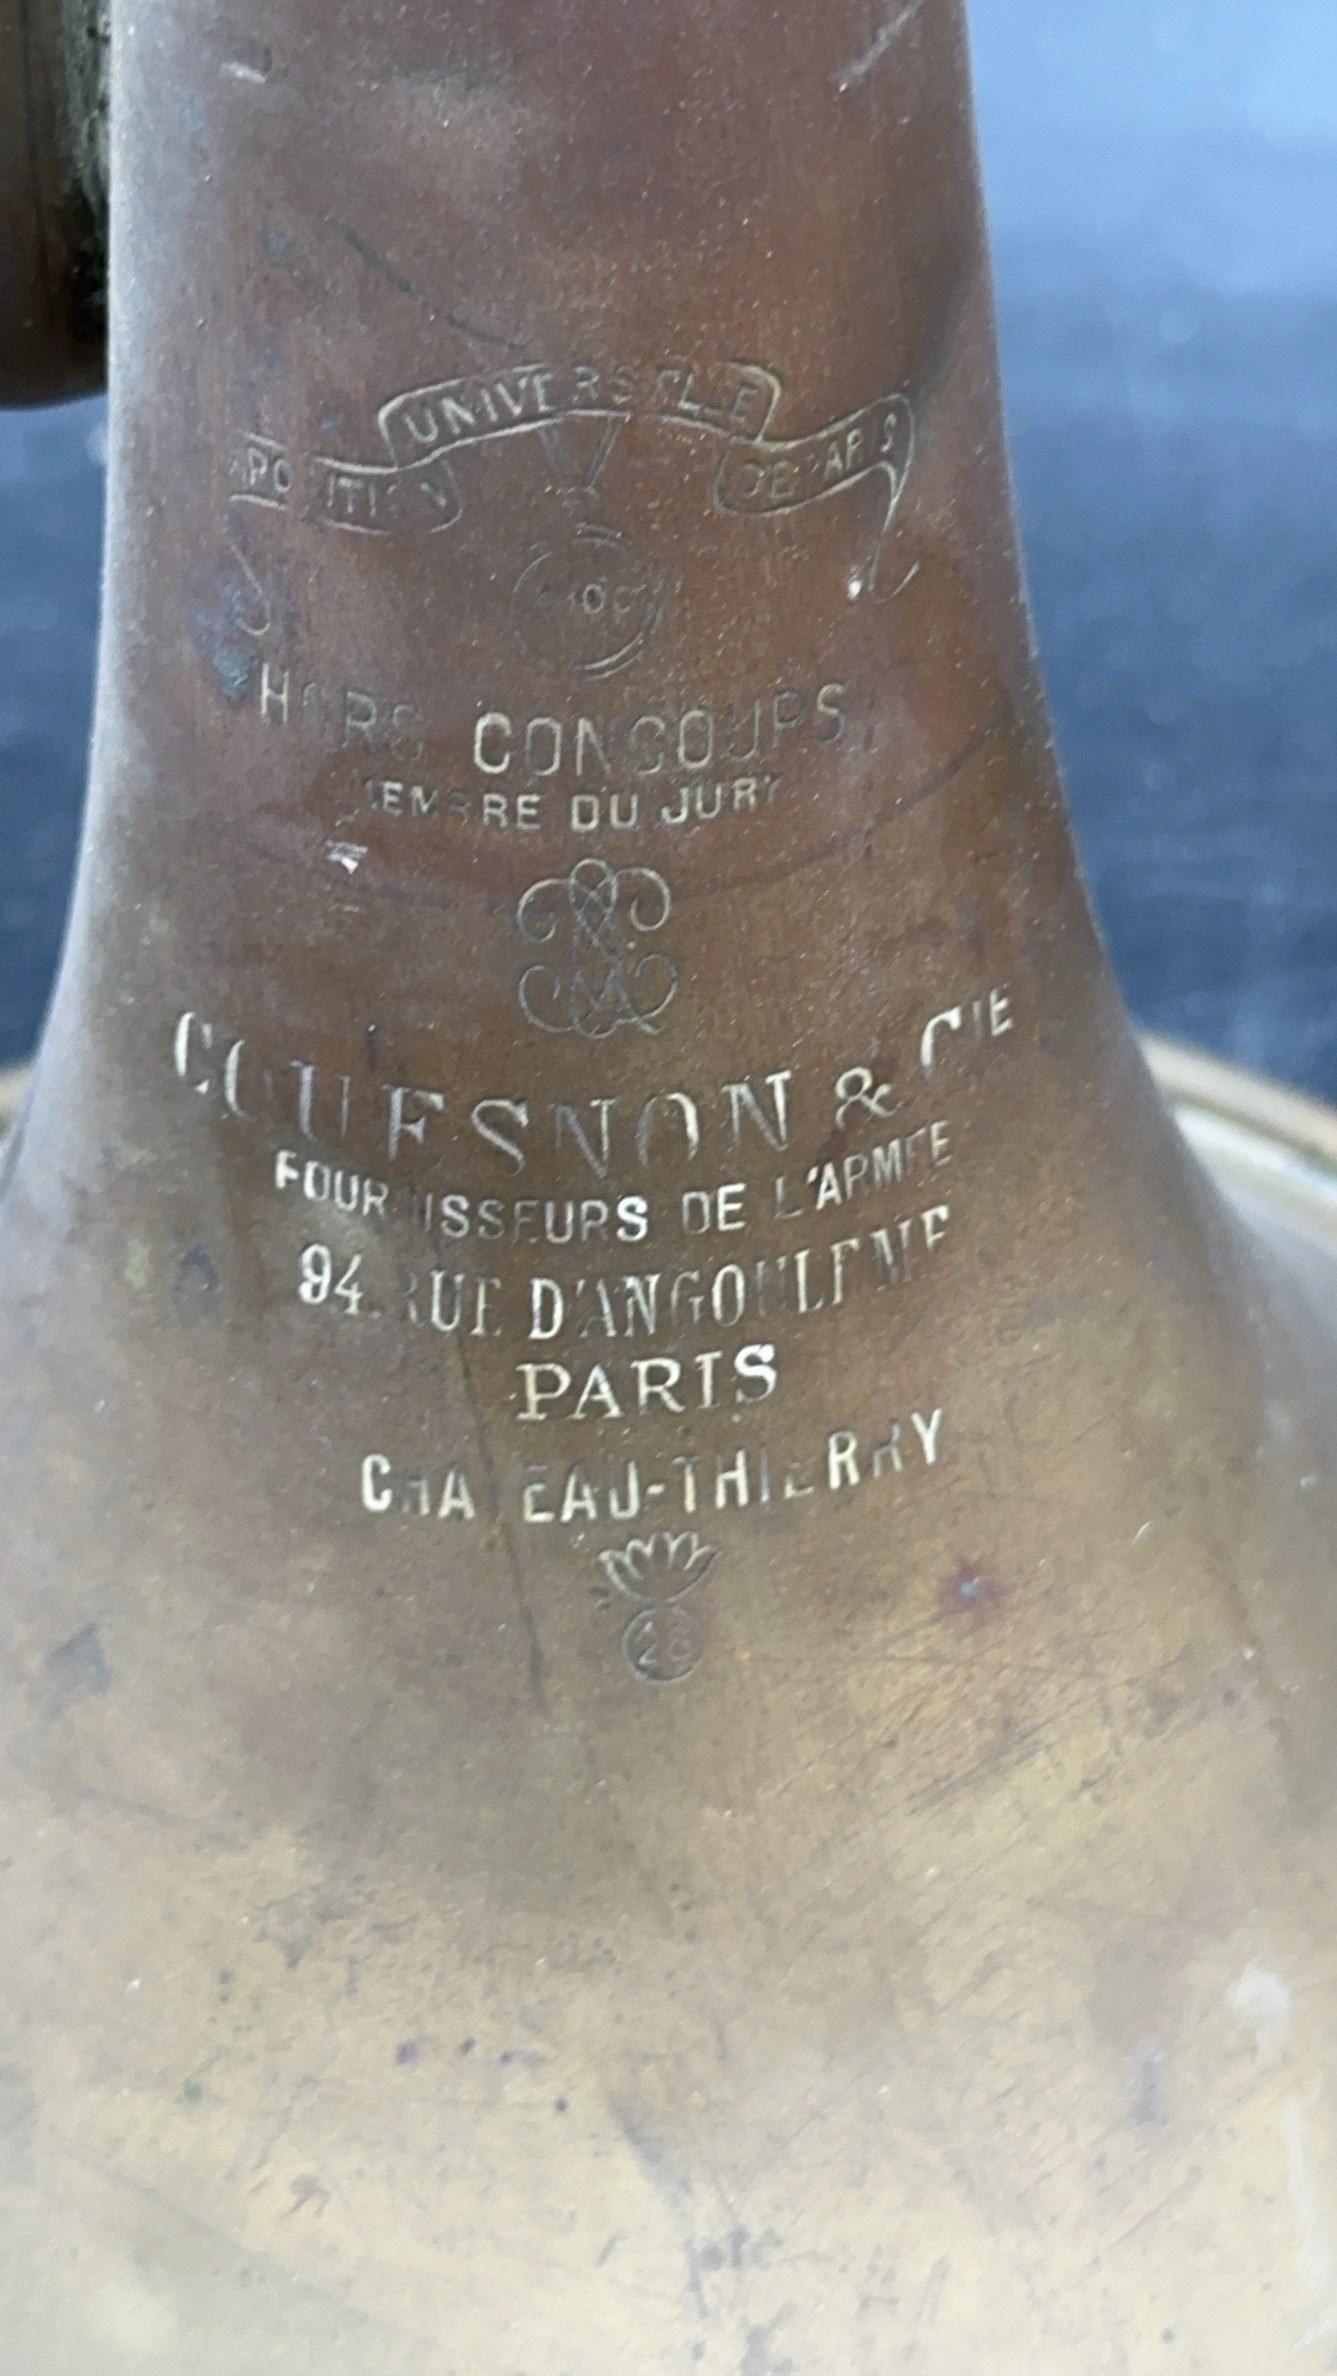 EXPOSITION UNIVERSELLE DE PARIS
HORS CONCOURS
MEMBRE DU JURY
COUESNON & CIE
FOURNISSEURS DE L'ARMEE
94 RUE D'ANGOULEME
PARIS
CHATEAU-THIERRY